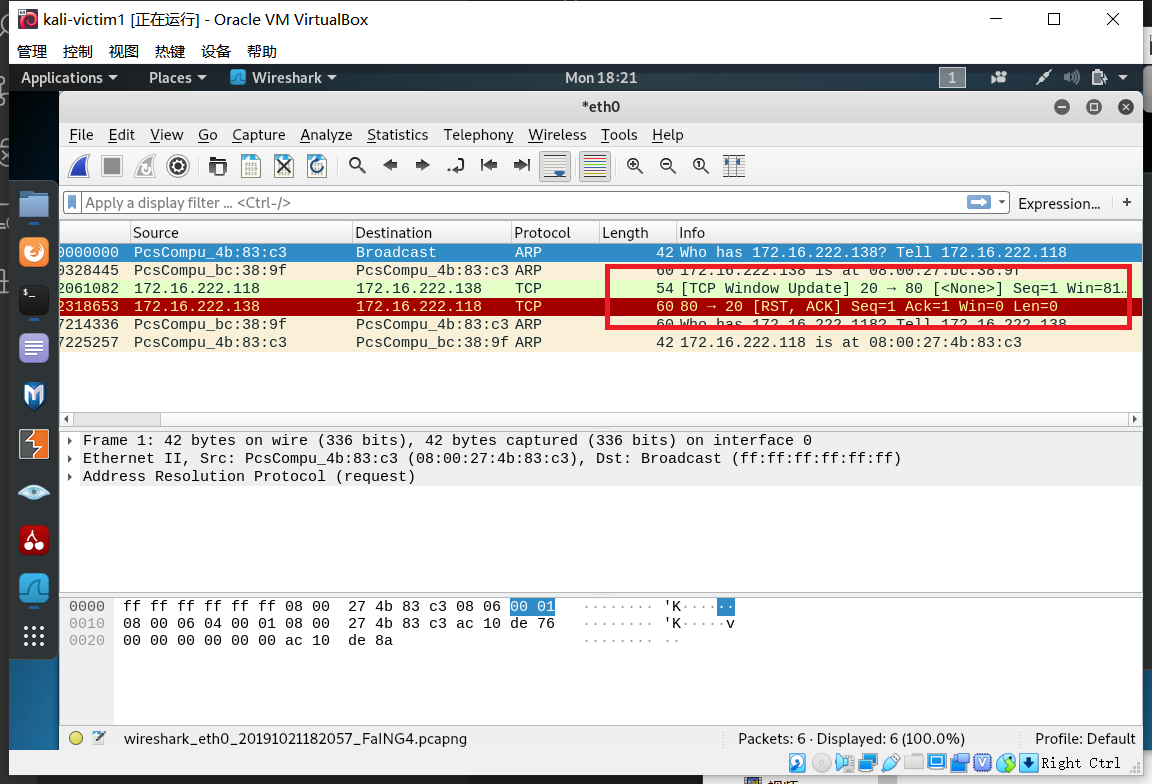 kali-victim1 [正在运行] - Oracle VM VirtualBox
管理 控制 视图 热键 设备 帮助
Applications Places Wireshark Mon 18:21 1
*eth0
File Edit View Go Capture Analyze Statistics Telephony Wireless Tools Help
Apply a display filter ... <Ctrl-/> Expression... +
Source Destination Protocol Length Info
0000000 PcsCompu_4b:83:c3 Broadcast ARP 42 Who has 172.16.222.138? Tell 172.16.222.118
0328445 PcsCompu_bc:38:9f PcsCompu_4b:83:c3 ARP 60 172.16.222.138 is at 08:00:27:bc:38:9f
2061082 172.16.222.118 172.16.222.138 TCP 54 [TCP Window Update] 20 → 80 [<None>] Seq=1 Win=81…
2318653 172.16.222.138 172.16.222.118 TCP 60 80 → 20 [RST, ACK] Seq=1 Ack=1 Win=0 Len=0
7214336 PcsCompu_bc:38:9f PcsCompu_4b:83:c3 ARP 60 Who has 172.16.222.118? Tell 172.16.222.138
7225257 PcsCompu_4b:83:c3 PcsCompu_bc:38:9f ARP 42 172.16.222.118 is at 08:00:27:4b:83:c3
Frame 1: 42 bytes on wire (336 bits), 42 bytes captured (336 bits) on interface 0
Ethernet II, Src: PcsCompu_4b:83:c3 (08:00:27:4b:83:c3), Dst: Broadcast (ff:ff:ff:ff:ff:ff)
Address Resolution Protocol (request)
0000 ff ff ff ff ff ff 08 00 27 4b 83 c3 08 06 00 01 ········ 'K······
0010 08 00 06 04 00 01 08 00 27 4b 83 c3 ac 10 de 76 ········ 'K·····v
0020 00 00 00 00 00 00 ac 10 de 8a ········ ··
wireshark_eth0_20191021182057_FaING4.pcapng Packets: 6 · Displayed: 6 (100.0%) Profile: Default
Right Ctrl